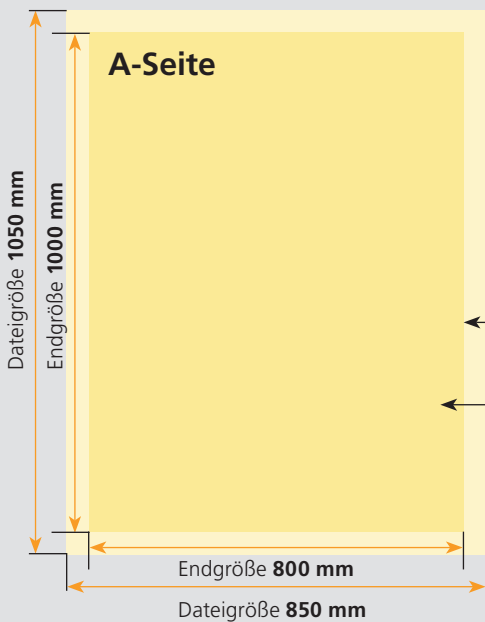 A-Seite
Dateigröße 1050 mm
Endgröße 1000 mm
Endgröße 800 mm
Dateigröße 850 mm